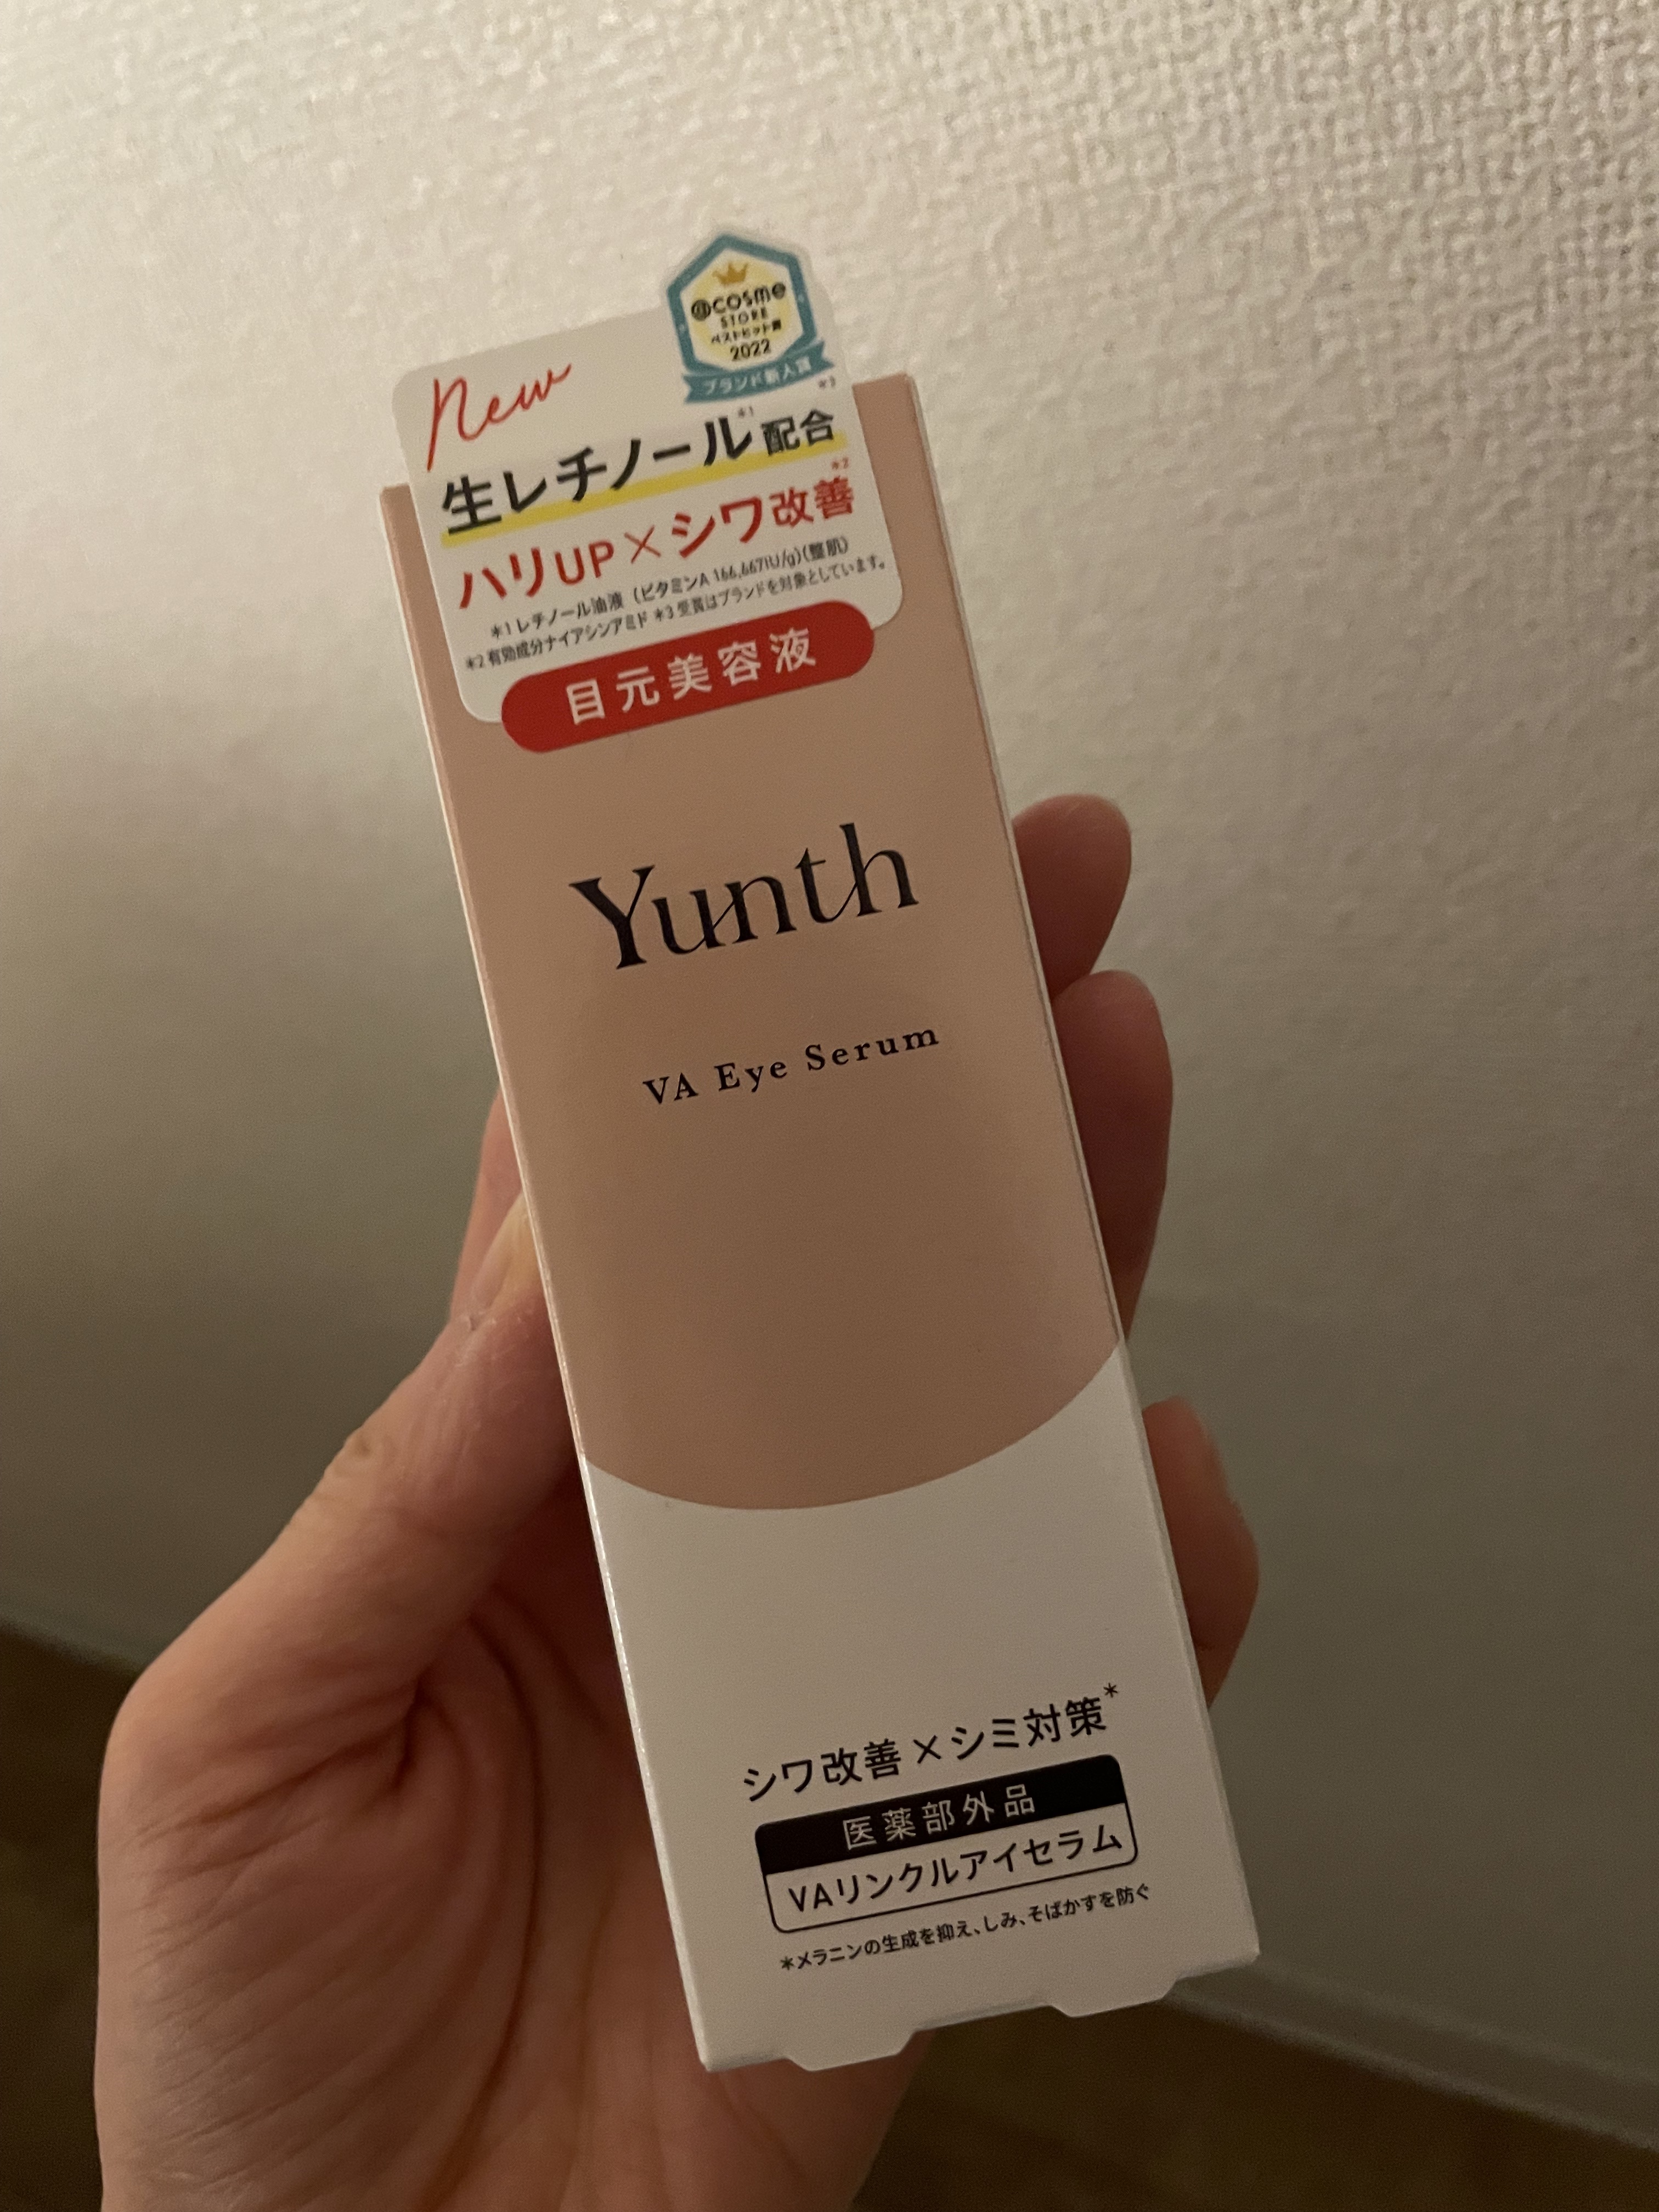 @cosme
STORE
ベストヒット賞
2022
ブランド新人賞
*3
New
生レチノール*1配合
ハリUP×シワ改善*2
*1 レチノール油液（ビタミンA 166,667IU/g）（整肌）
*2 有効成分ナイアシンアミド *3 受賞はブランドを対象としています。
目元美容液
Yunth
VA Eye Serum
シワ改善×シミ対策*
医薬部外品
VAリンクルアイセラム
*メラニンの生成を抑え、しみ、そばかすを防ぐ